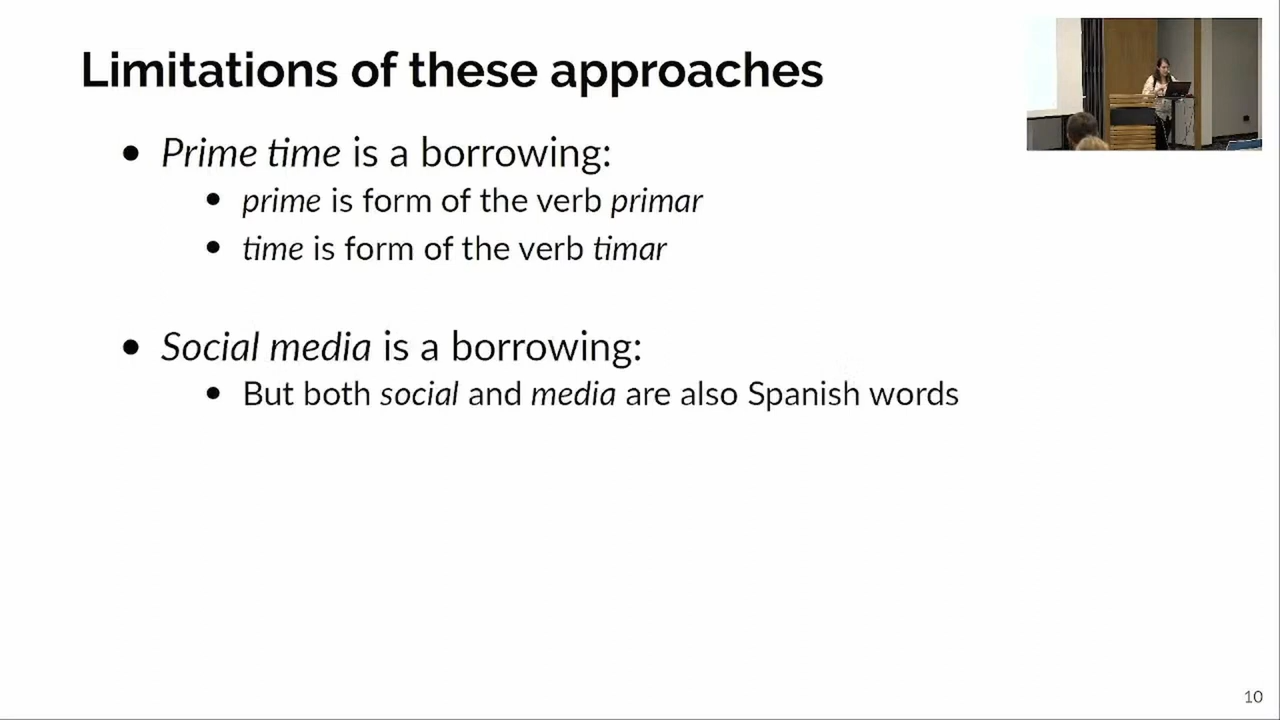 Limitations of these approaches
• Prime time is a borrowing:
• prime is form of the verb primar
• time is form of the verb timar
• Social media is a borrowing:
• But both social and media are also Spanish words
10